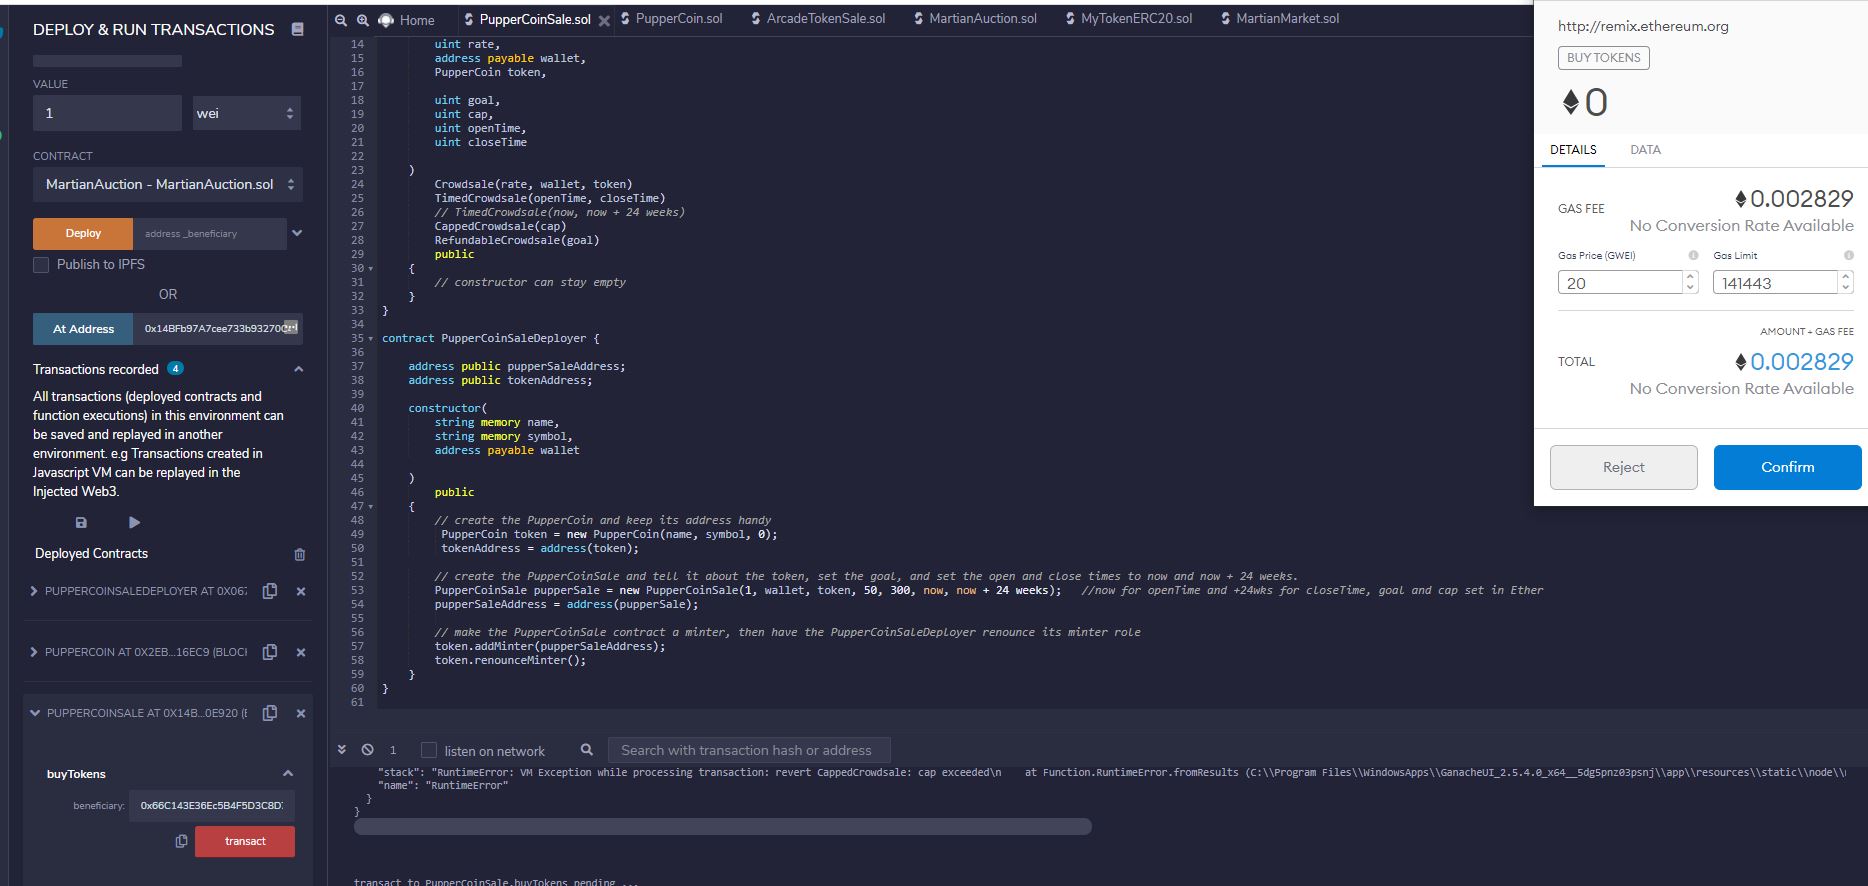 DEPLOY & RUN TRANSACTIONS
VALUE
1
wei
CONTRACT
MartianAuction - MartianAuction.sol
Deploy
address _beneficiary
Publish to IPFS
OR
At Address
0x14BFb97A7cee733b93270
Transactions recorded 4
All transactions (deployed contracts and
function executions) in this environment can
be saved and replayed in another
environment. e.g Transactions created in
Javascript VM can be replayed in the
Injected Web3.
Deployed Contracts
PUPPERCOINSALEDEPLOYER AT 0X067
PUPPERCOIN AT 0X2EB...16EC9 (BLOCK
PUPPERCOINSALE AT 0X14B...0E920 (
buyTokens
beneficiary:
0x66C143E36Ec5B4F5D3C8D
transact
Home
PupperCoinSale.sol
PupperCoin.sol
ArcadeTokenSale.sol
MartianAuction.sol
MyTokenERC20.sol
MartianMarket.sol
14 uint rate,
15 address payable wallet,
16 PupperCoin token,
17
18 uint goal,
19 uint cap,
20 uint openTime,
21 uint closeTime
22
23 )
24 Crowdsale(rate, wallet, token)
25 TimedCrowdsale(openTime, closeTime)
26 // TimedCrowdsale(now, now + 24 weeks)
27 CappedCrowdsale(cap)
28 RefundableCrowdsale(goal)
29 public
30 {
31 // constructor can stay empty
32 }
33 }
34
35 contract PupperCoinSaleDeployer {
36
37 address public pupperSaleAddress;
38 address public tokenAddress;
39
40 constructor(
41 string memory name,
42 string memory symbol,
43 address payable wallet
44
45 )
46 public
47 {
48 // create the PupperCoin and keep its address handy
49 PupperCoin token = new PupperCoin(name, symbol, 0);
50 tokenAddress = address(token);
51
52 // create the PupperCoinSale and tell it about the token, set the goal, and set the open and close times to now and now + 24 weeks.
53 PupperCoinSale pupperSale = new PupperCoinSale(1, wallet, token, 50, 300, now, now + 24 weeks); //now for openTime and +24wks for closeTime, goal and cap set in Ether
54 pupperSaleAddress = address(pupperSale);
55
56 // make the PupperCoinSale contract a minter, then have the PupperCoinSaleDeployer renounce its minter role
57 token.addMinter(pupperSaleAddress);
58 token.renounceMinter();
59 }
60 }
61
1
listen on network
Search with transaction hash or address
"stack": "RuntimeError: VM Exception while processing transaction: revert CappedCrowdsale: cap exceeded\n at Function.RuntimeError.fromResults (C:\\Program Files\\WindowsApps\\GanacheUI_2.5.4.0_x64__5dg5pnz03psnj\\app\\resources\\static\\node\\
"name": "RuntimeError"
}
}
transact to PupperCoinSale.buyTokens pending ...
http://remix.ethereum.org
BUY TOKENS
0
DETAILS
DATA
GAS FEE
0.002829
No Conversion Rate Available
Gas Price (GWEI)
Gas Limit
20
141443
AMOUNT + GAS FEE
TOTAL
0.002829
No Conversion Rate Available
Reject
Confirm